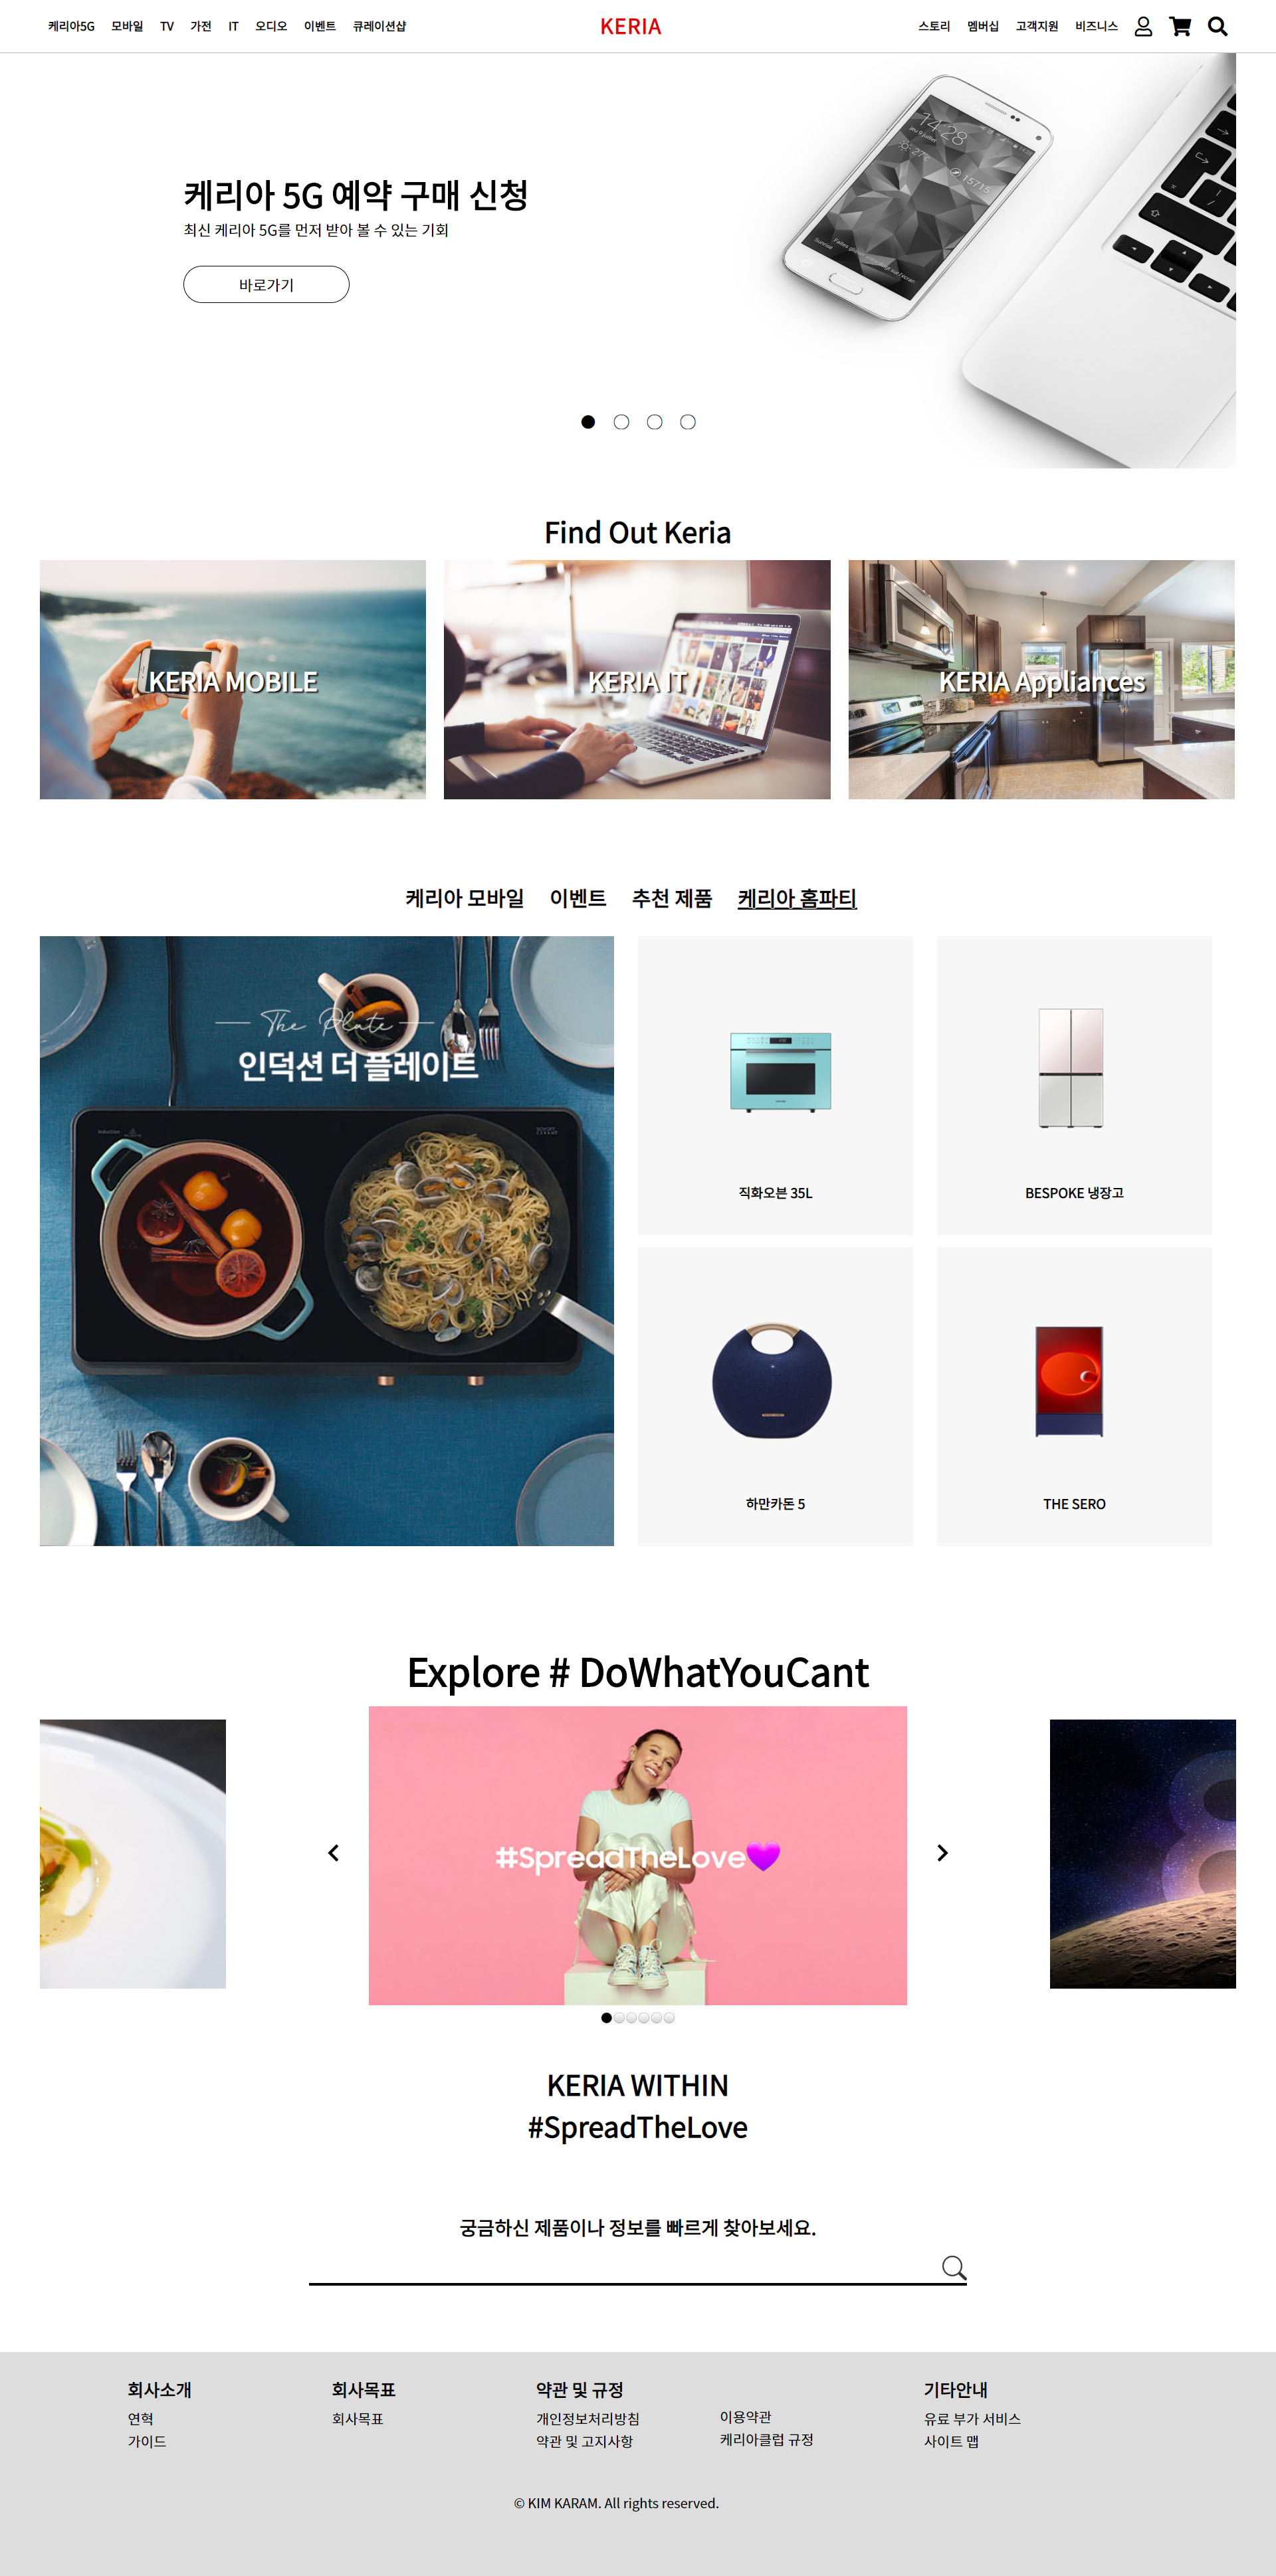 케리아5G 모바일 TV 가전 IT 오디오 이벤트 큐레이션샵 KERIA 스토리 멤버십 고객지원 비즈니스
14:28
jeu 9 juillet
27°C
15715
Sunrise
케리아 5G 예약 구매 신청
최신 케리아 5G를 먼저 받아 볼 수 있는 기회
바로가기
Find Out Keria
KERIA MOBILE
KERIA IT
KERIA Appliances
케리아 모바일 이벤트 추천 제품 케리아 홈파티
The Plate
인덕션 더 플레이트
Induction
직화오븐 35L
BESPOKE 냉장고
하만카돈 5
THE SERO
Explore # DoWhatYouCant
#SpreadTheLove💜
8
KERIA WITHIN
#SpreadTheLove
궁금하신 제품이나 정보를 빠르게 찾아보세요.
회사소개
연혁
가이드
회사목표
회사목표
약관 및 규정
개인정보처리방침
약관 및 고지사항
이용약관
케리아클럽 규정
기타안내
유료 부가 서비스
사이트 맵
© KIM KARAM. All rights reserved.